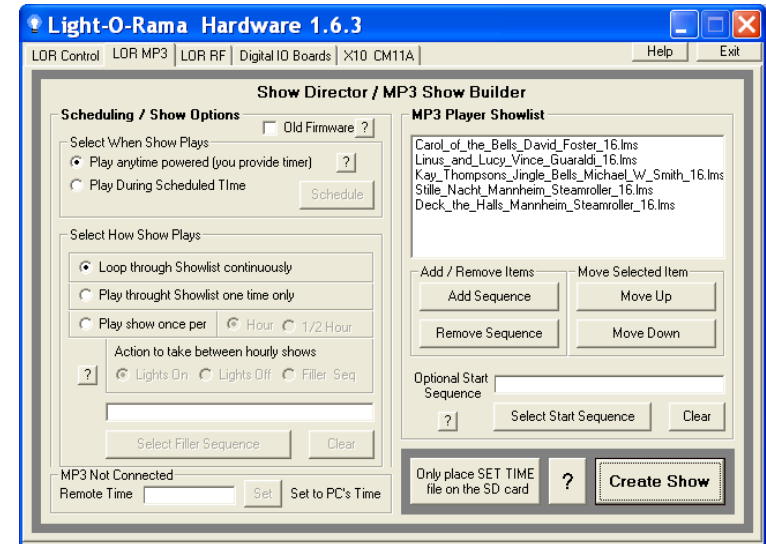 Light-O-Rama Hardware 1.6.3
LOR Control LOR MP3 LOR RF Digital IO Boards X10 CM11A Help Exit
Show Director / MP3 Show Builder
Scheduling / Show Options
Old Firmware ?
Select When Show Plays
Play anytime powered (you provide timer) ?
Play During Scheduled TIme
Schedule
Select How Show Plays
Loop through Showlist continuously
Play throught Showlist one time only
Play show once per Hour 1/2 Hour
Action to take between hourly shows
? Lights On Lights Off Filler Seq
Select Filler Sequence Clear
MP3 Not Connected
Remote Time Set Set to PC's Time
MP3 Player Showlist
Carol_of_the_Bells_David_Foster_16.lms
Linus_and_Lucy_Vince_Guaraldi_16.lms
Kay_Thompsons_Jingle_Bells_Michael_W_Smith_16.lms
Stille_Nacht_Mannheim_Steamroller_16.lms
Deck_the_Halls_Mannheim_Steamroller_16.lms
Add / Remove Items Move Selected Item
Add Sequence Move Up
Remove Sequence Move Down
Optional Start
Sequence
? Select Start Sequence Clear
Only place SET TIME
file on the SD card
? Create Show